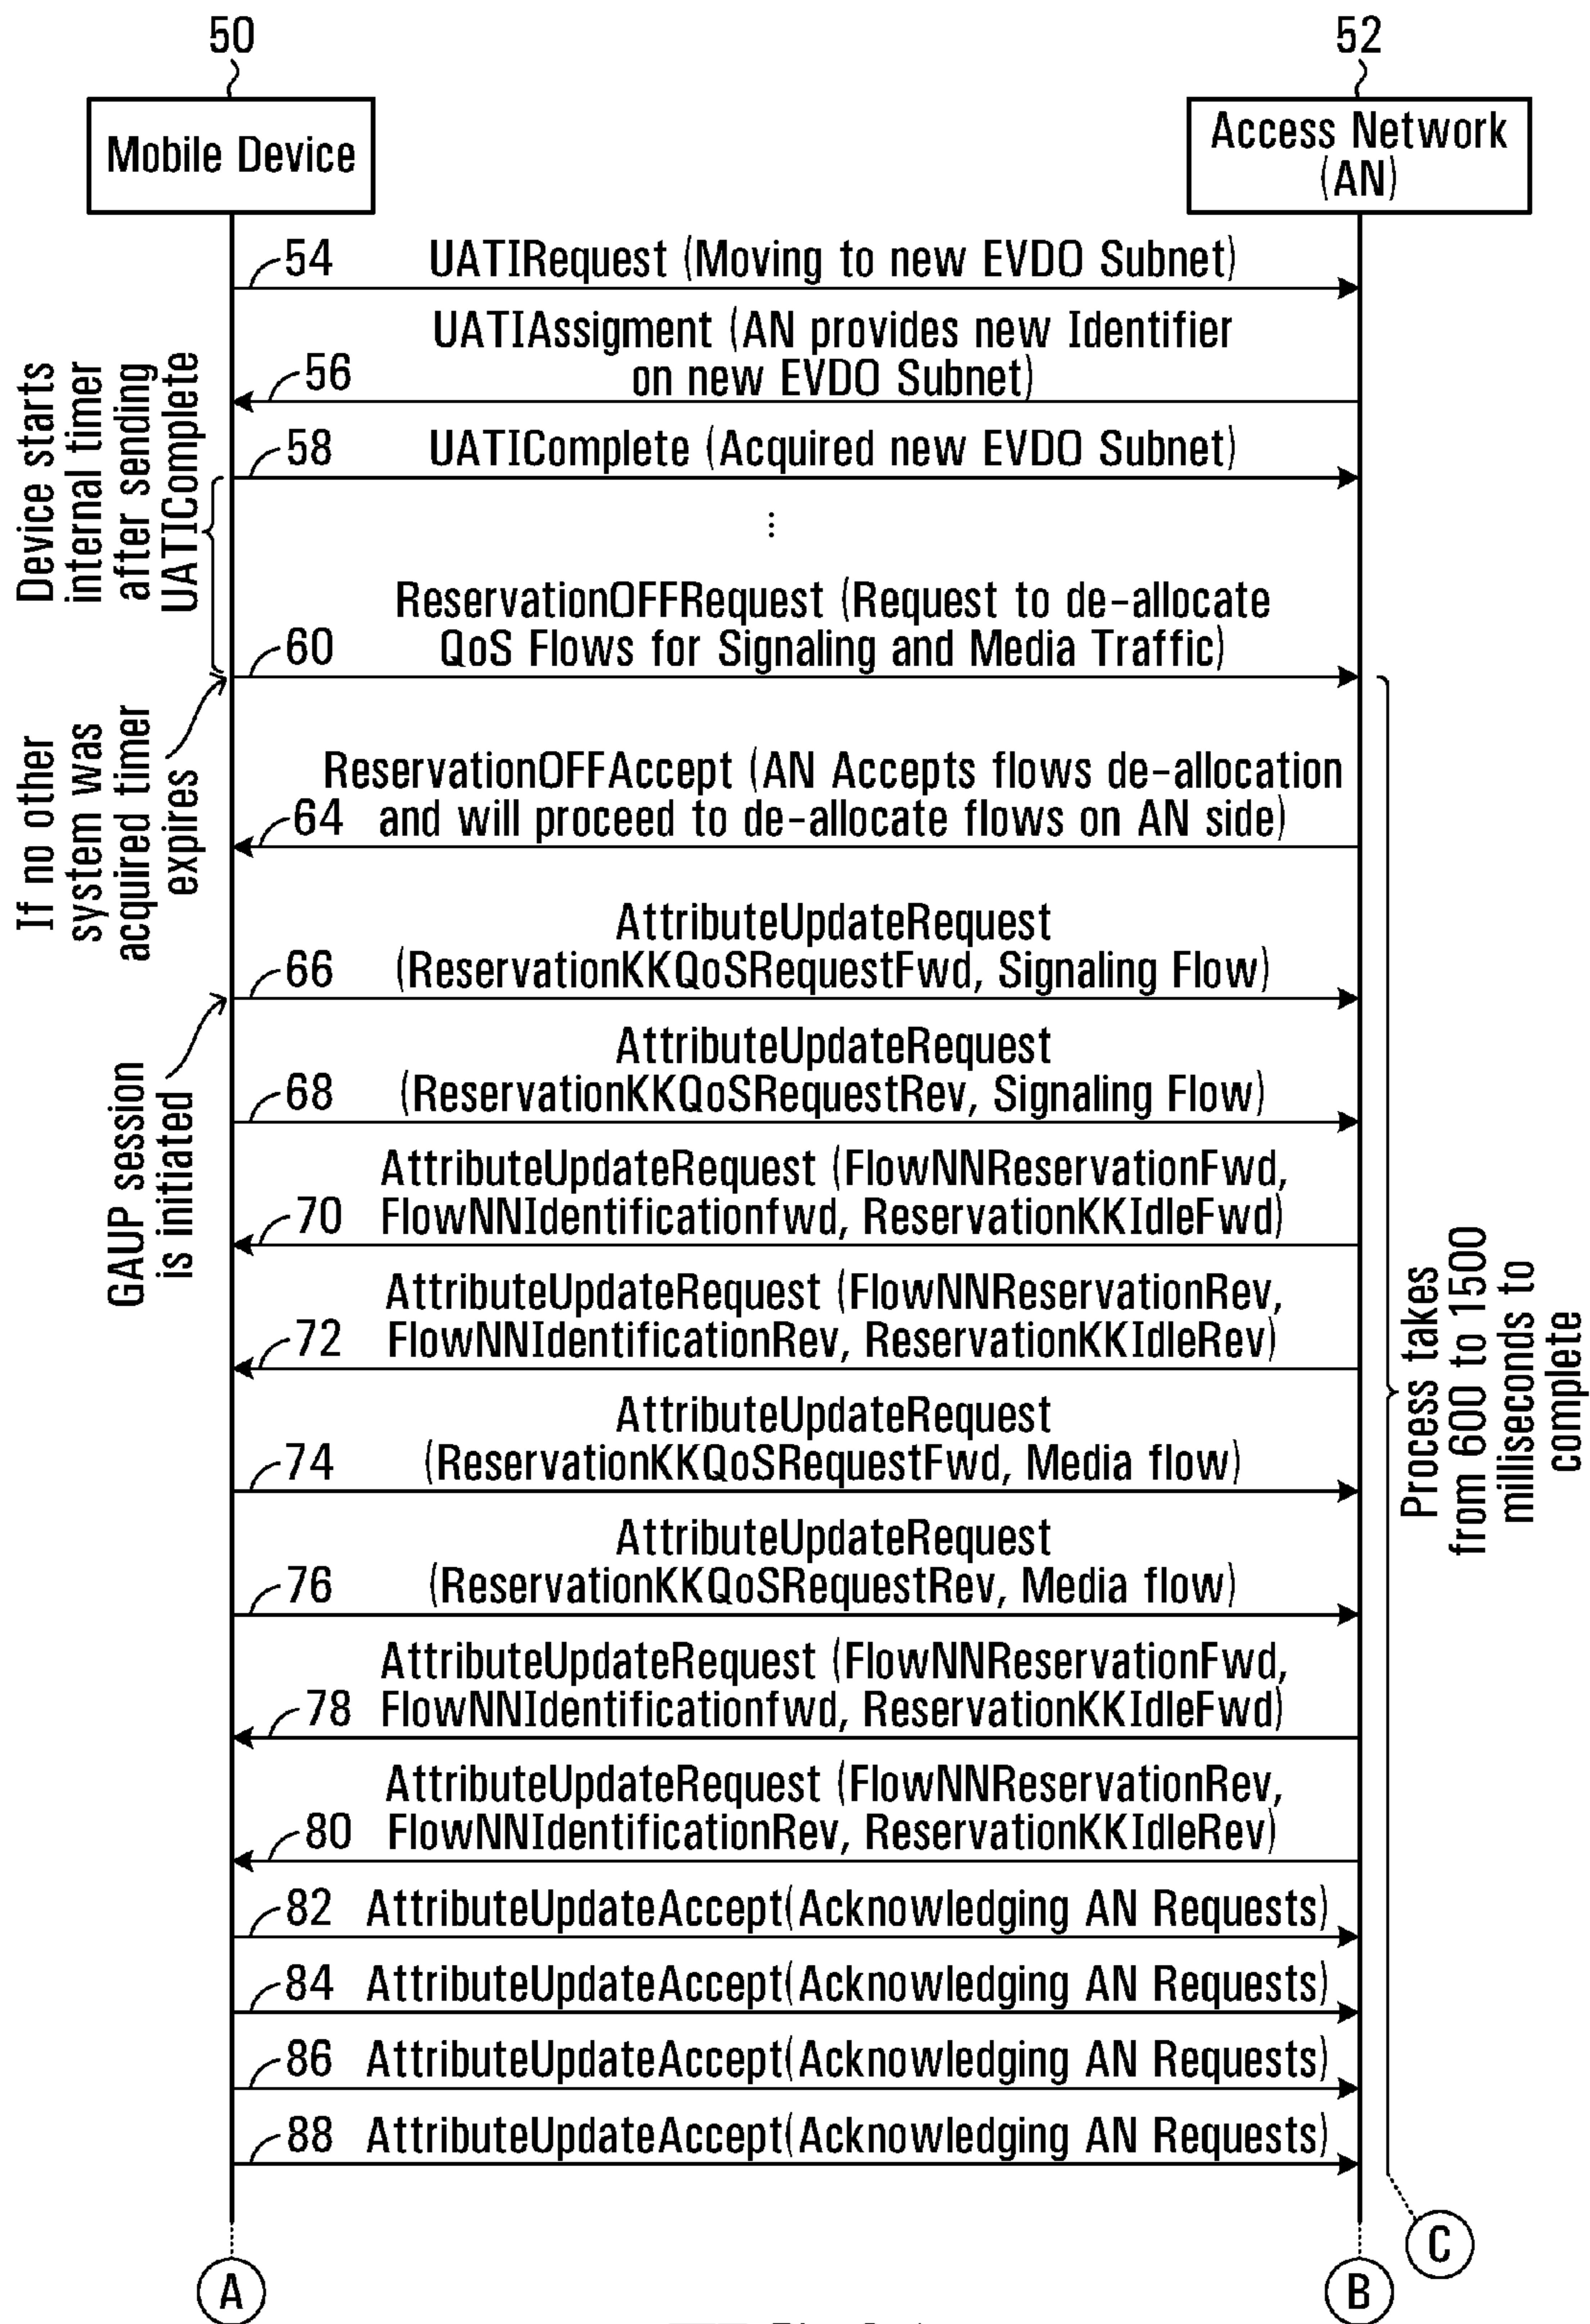 50
52
Mobile Device
Access Network
(AN)
54
UATIRequest (Moving to new EVDO Subnet)
UATIAssigment (AN provides new Identifier
56
on new EVDO Subnet)
58
UATIComplete (Acquired new EVDO Subnet)
Device starts
internal timer
after sending
UATIComplete
⋮
ReservationOFFRequest (Request to de-allocate
60
QoS Flows for Signaling and Media Traffic)
If no other
system was
acquired timer
expires
ReservationOFFAccept (AN Accepts flows de-allocation
64
and will proceed to de-allocate flows on AN side)
AttributeUpdateRequest
66
(ReservationKKQoSRequestFwd, Signaling Flow)
GAUP session
is initiated
AttributeUpdateRequest
68
(ReservationKKQoSRequestRev, Signaling Flow)
AttributeUpdateRequest (FlowNNReservationFwd,
70
FlowNNIdentificationfwd, ReservationKKIdleFwd)
AttributeUpdateRequest (FlowNNReservationRev,
72
FlowNNIdentificationRev, ReservationKKIdleRev)
Process takes
from 600 to 1500
milliseconds to
complete
AttributeUpdateRequest
74
(ReservationKKQoSRequestFwd, Media flow)
AttributeUpdateRequest
76
(ReservationKKQoSRequestRev, Media flow)
AttributeUpdateRequest (FlowNNReservationFwd,
78
FlowNNIdentificationfwd, ReservationKKIdleFwd)
AttributeUpdateRequest (FlowNNReservationRev,
80
FlowNNIdentificationRev, ReservationKKIdleRev)
82
AttributeUpdateAccept(Acknowledging AN Requests)
84
AttributeUpdateAccept(Acknowledging AN Requests)
86
AttributeUpdateAccept(Acknowledging AN Requests)
88
AttributeUpdateAccept(Acknowledging AN Requests)
A
B
C